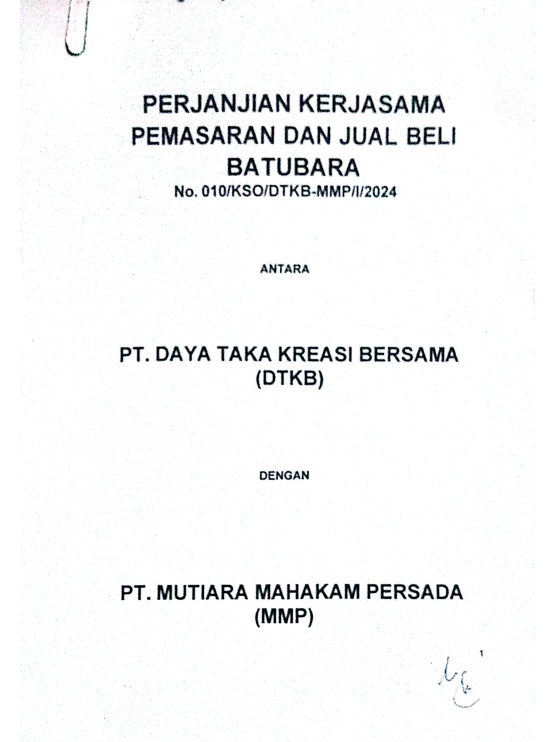 PERJANJIAN KERJASAMA
PEMASARAN DAN JUAL BELI
BATUBARA
No. 010/KSO/DTKB-MMP/I/2024
ANTARA
PT. DAYA TAKA KREASI BERSAMA
(DTKB)
DENGAN
PT. MUTIARA MAHAKAM PERSADA
(MMP)
1